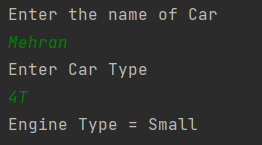 Enter the name of Car
Mehran
Enter Car Type
4T
Engine Type = Small